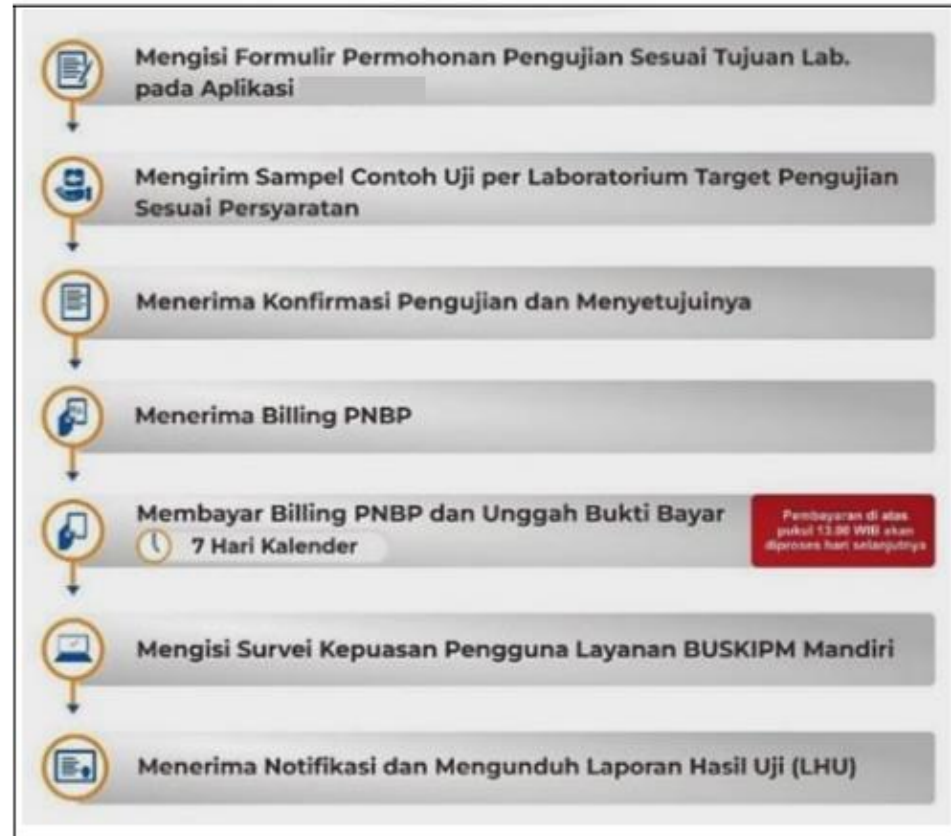 Mengisi Formulir Permohonan Pengujian Sesuai Tujuan Lab.
pada Aplikasi
Mengirim Sampel Contoh Uji per Laboratorium Target Pengujian
Sesuai Persyaratan
Menerima Konfirmasi Pengujian dan Menyetujuinya
Menerima Billing PNBP
Membayar Billing PNBP dan Unggah Bukti Bayar
7 Hari Kalender
Pembayaran di atas
pukul 13.00 WIB akan
diproses hari selanjutnya
Mengisi Survei Kepuasan Pengguna Layanan BUSKIPM Mandiri
Menerima Notifikasi dan Mengunduh Laporan Hasil Uji (LHU)